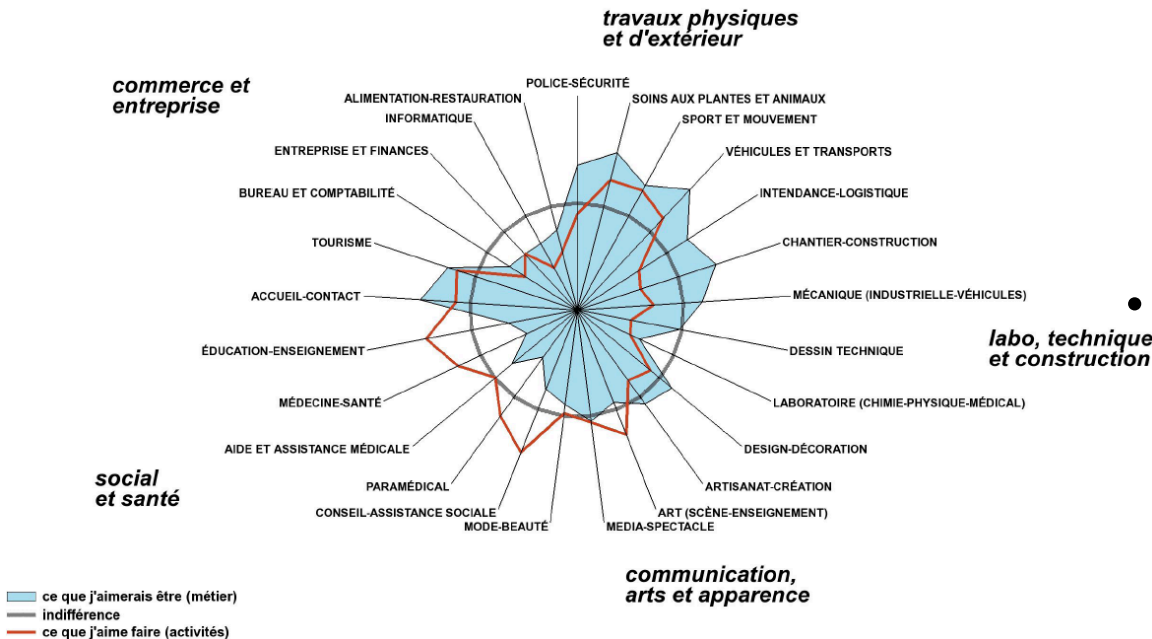 travaux physiques
et d'extérieur
commerce et
entreprise
POLICE-SÉCURITÉ
ALIMENTATION-RESTAURATION
SOINS AUX PLANTES ET ANIMAUX
INFORMATIQUE
SPORT ET MOUVEMENT
ENTREPRISE ET FINANCES
VÉHICULES ET TRANSPORTS
BUREAU ET COMPTABILITÉ
INTENDANCE-LOGISTIQUE
TOURISME
CHANTIER-CONSTRUCTION
ACCUEIL-CONTACT
MÉCANIQUE (INDUSTRIELLE-VÉHICULES)
labo, technique
et construction
ÉDUCATION-ENSEIGNEMENT
DESSIN TECHNIQUE
MÉDECINE-SANTÉ
LABORATOIRE (CHIMIE-PHYSIQUE-MÉDICAL)
AIDE ET ASSISTANCE MÉDICALE
DESIGN-DÉCORATION
social
et santé
PARAMÉDICAL
ARTISANAT-CRÉATION
CONSEIL-ASSISTANCE SOCIALE
ART (SCÈNE-ENSEIGNEMENT)
MODE-BEAUTÉ
MEDIA-SPECTACLE
communication,
arts et apparence
ce que j'aimerais être (métier)
indifférence
ce que j'aime faire (activités)